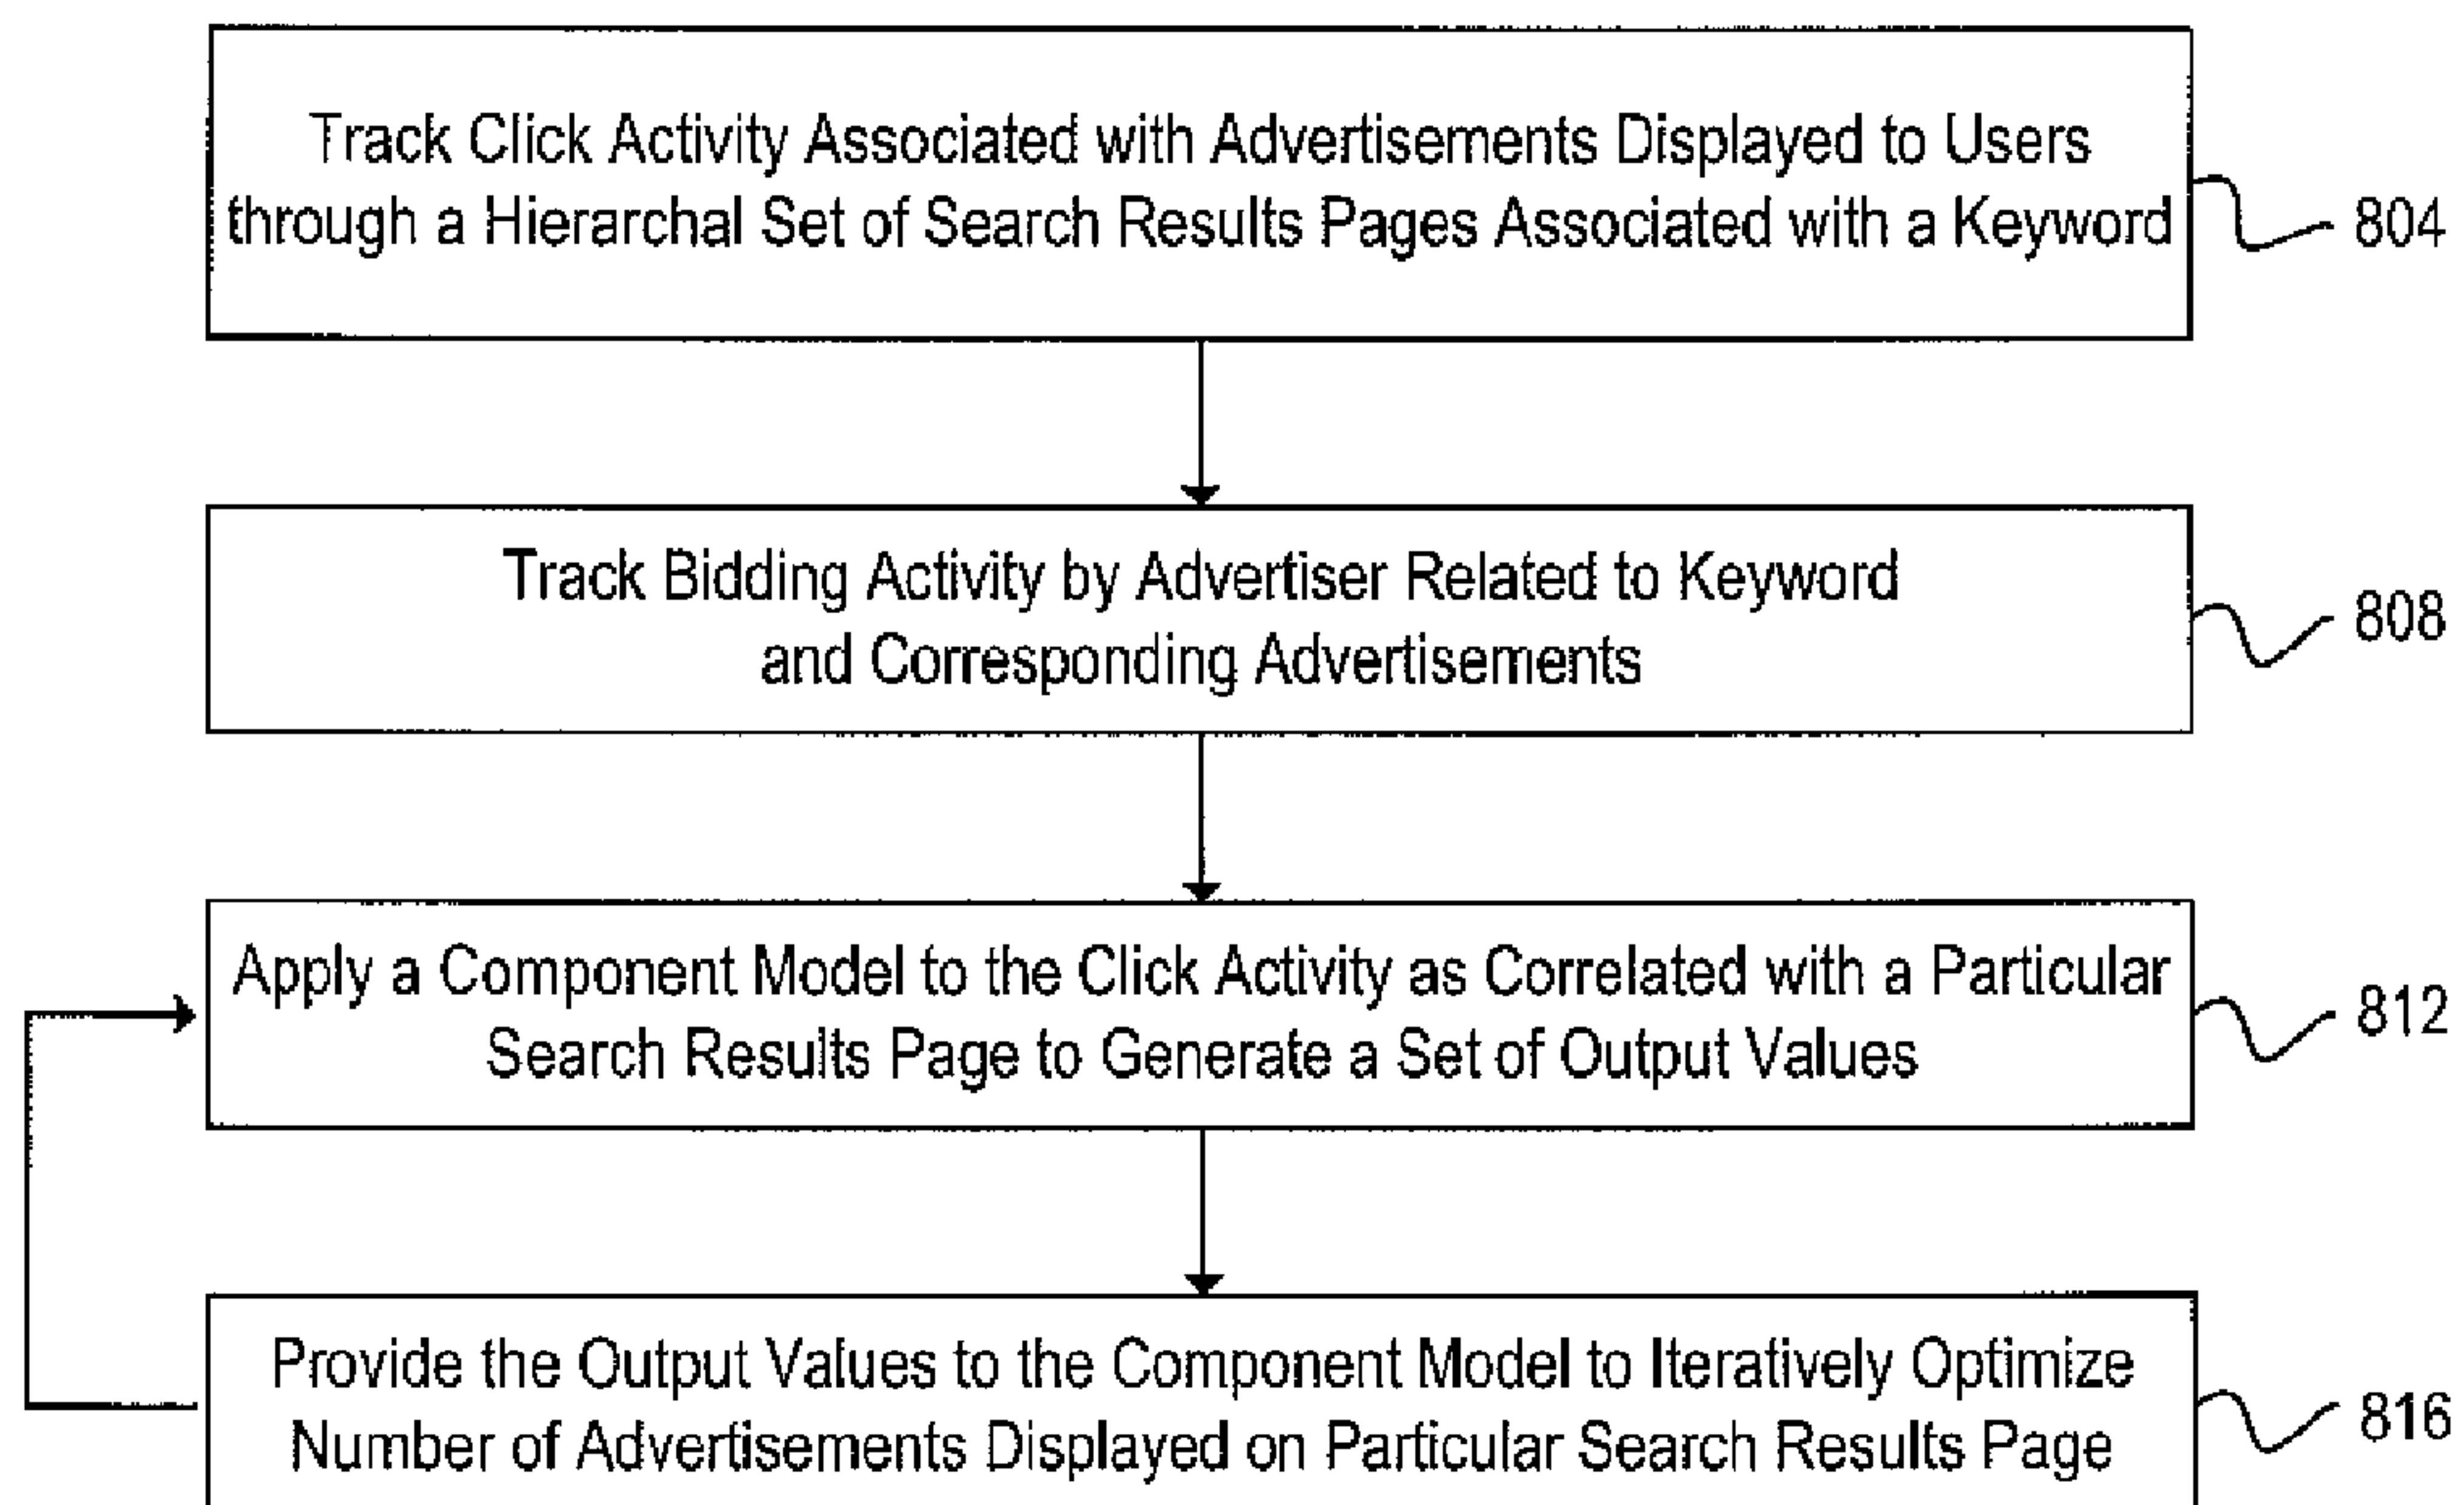 Track Click Activity Associated with Advertisements Displayed to Users
through a Hierarchal Set of Search Results Pages Associated with a Keyword
804
Track Bidding Activity by Advertiser Related to Keyword
and Corresponding Advertisements
808
Apply a Component Model to the Click Activity as Correlated with a Particular
Search Results Page to Generate a Set of Output Values
812
Provide the Output Values to the Component Model to Iteratively Optimize
Number of Advertisements Displayed on Particular Search Results Page
816